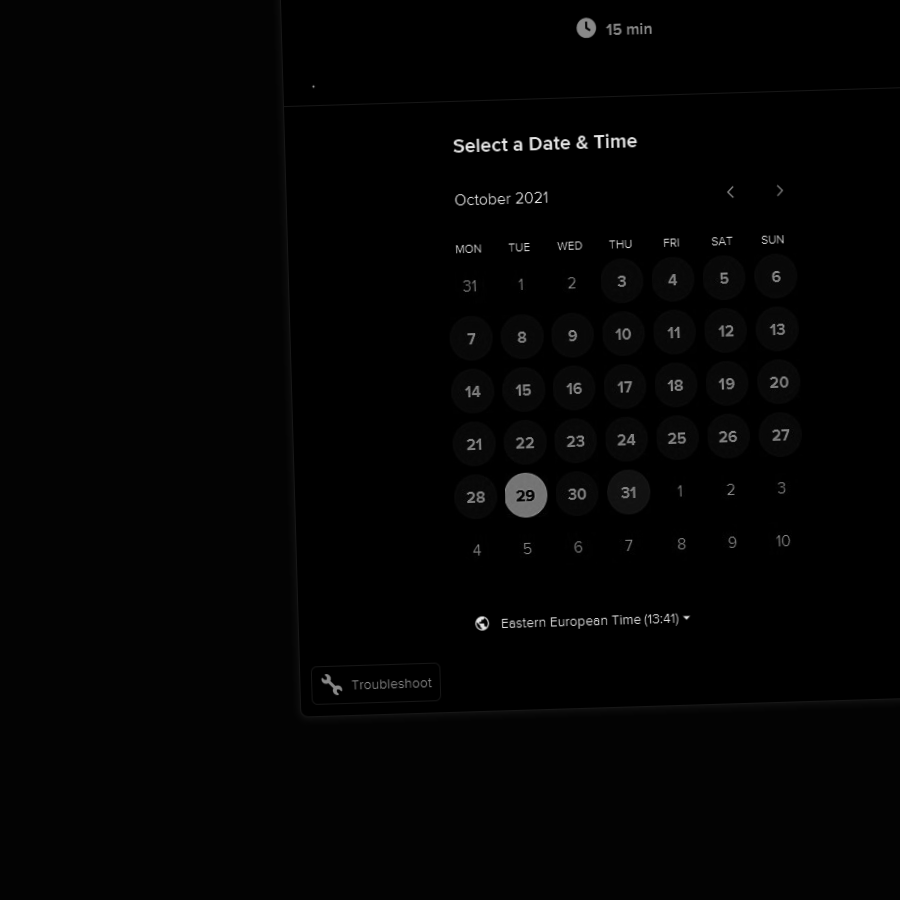 15 min
Select a Date & Time
October 2021
MON TUE WED THU FRI SAT SUN
31 1 2 3 4 5 6
7 8 9 10 11 12 13
14 15 16 17 18 19 20
21 22 23 24 25 26 27
28 29 30 31 1 2 3
4 5 6 7 8 9 10
Eastern European Time (13:41)
Troubleshoot